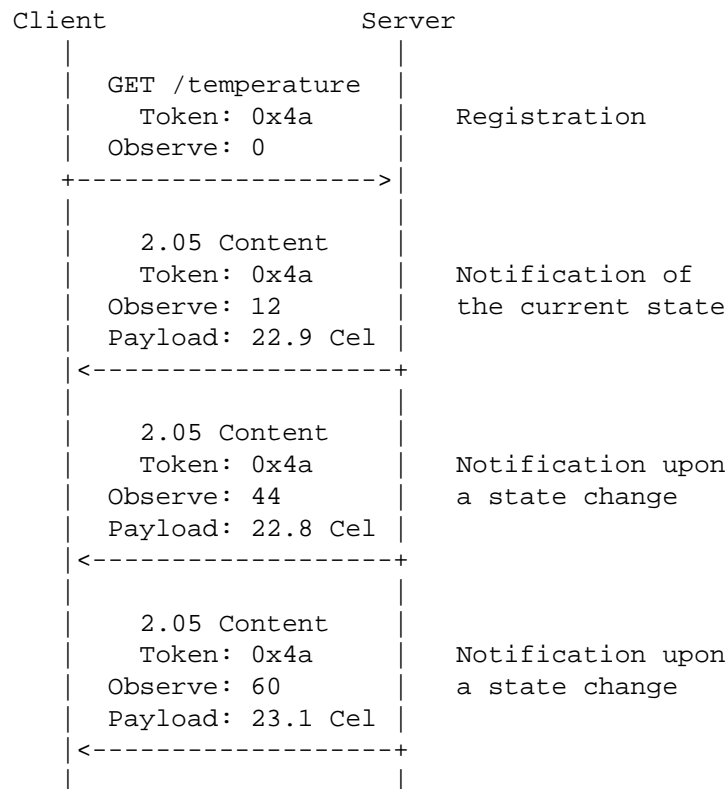 Client                Server
   |                    |
   |  GET /temperature  |
   |    Token: 0x4a     |   Registration
   |  Observe: 0        |
   +------------------->|
   |                    |
   |    2.05 Content    |
   |    Token: 0x4a     |   Notification of
   |  Observe: 12       |   the current state
   |  Payload: 22.9 Cel |
   |<-------------------+
   |                    |
   |    2.05 Content    |
   |    Token: 0x4a     |   Notification upon
   |  Observe: 44       |   a state change
   |  Payload: 22.8 Cel |
   |<-------------------+
   |                    |
   |    2.05 Content    |
   |    Token: 0x4a     |   Notification upon
   |  Observe: 60       |   a state change
   |  Payload: 23.1 Cel |
   |<-------------------+
   |                    |